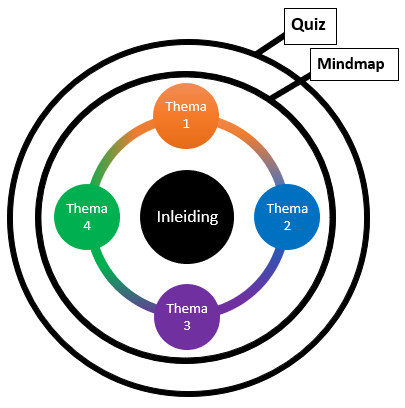 Quiz
Mindmap
Thema
1
Thema
4
Inleiding
Thema
2
Thema
3